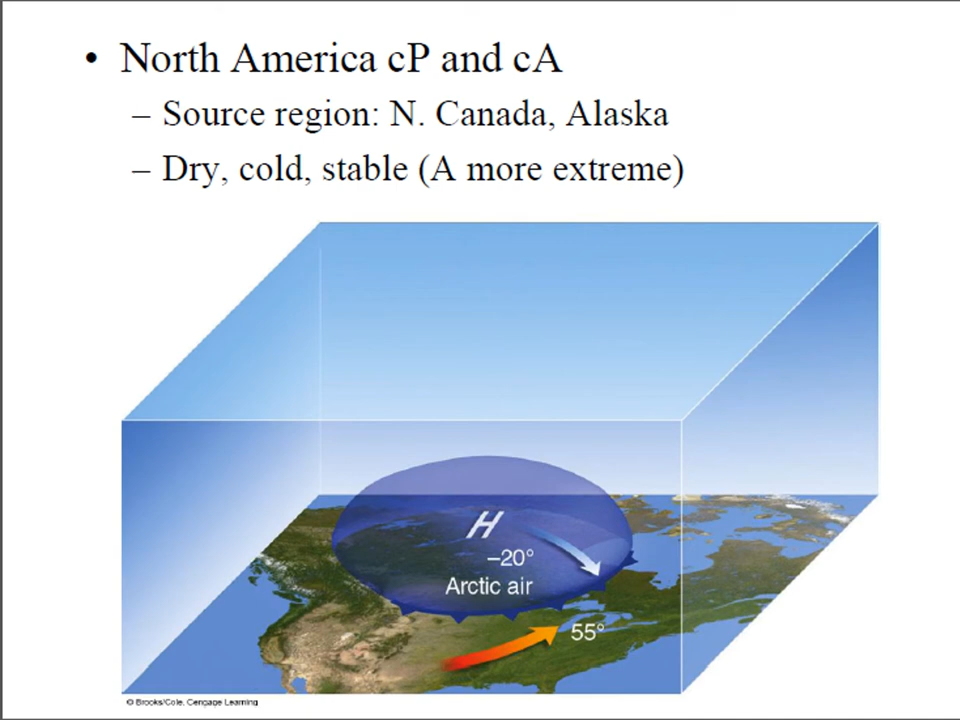 • North America cP and cA
– Source region: N. Canada, Alaska
– Dry, cold, stable (A more extreme)
H
–20°
Arctic air
55°
© Brooks/Cole, Cengage Learning